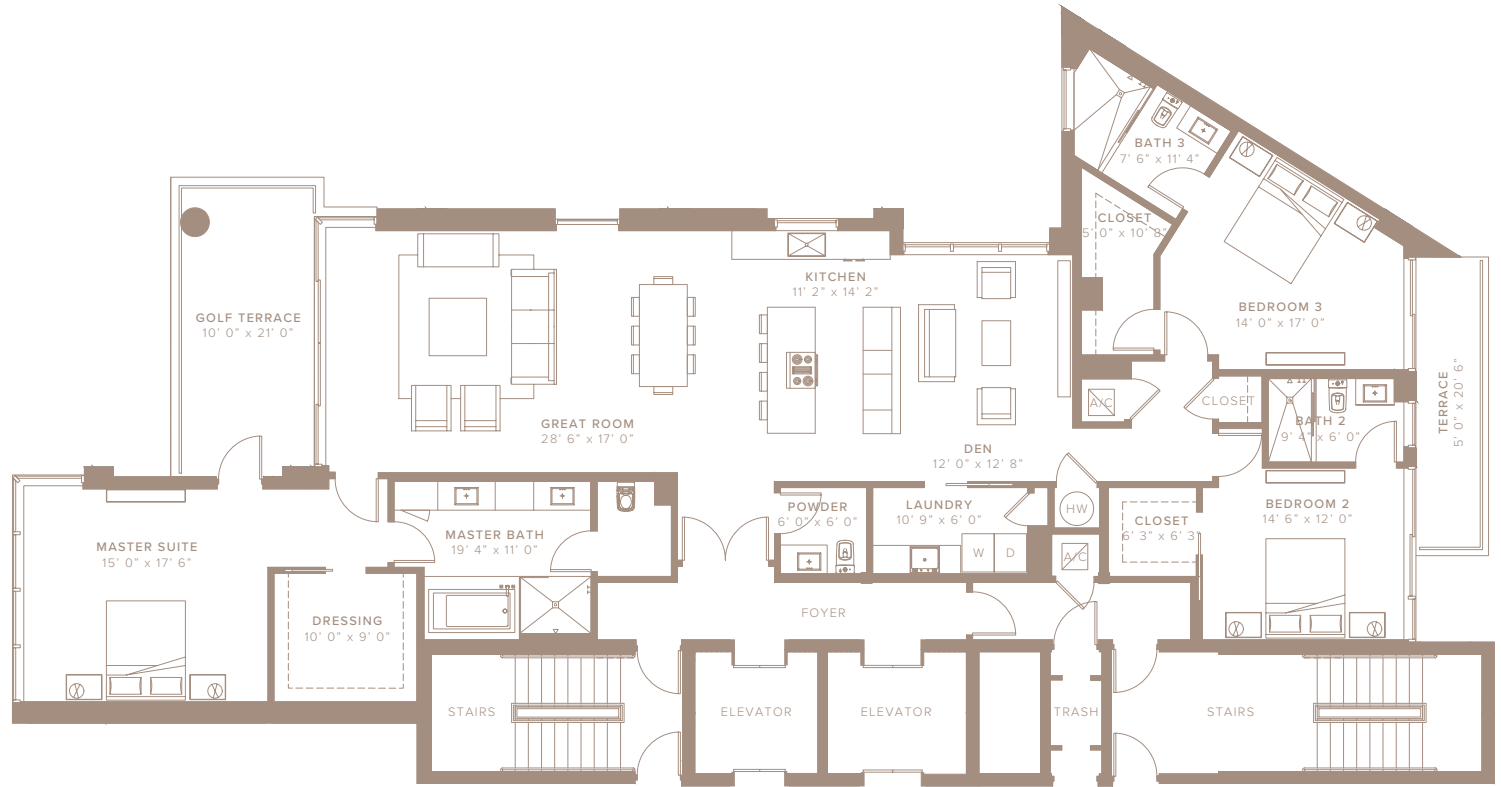 BATH 3
7' 6" x 11' 4"
CLOSET
5' 0" x 10' 8"
GOLF TERRACE
10' 0" x 21' 0"
KITCHEN
11' 2" x 14' 2"
BEDROOM 3
14' 0" x 17' 0"
TERRACE
5' 0" x 20' 6"
A/C
CLOSET
GREAT ROOM
28' 6" x 17' 0"
BATH 2
9' 4" x 6' 0"
DEN
12' 0" x 12' 8"
POWDER
6' 0" x 6' 0"
LAUNDRY
10' 9" x 6' 0"
HW
CLOSET
6' 3" x 6' 3"
BEDROOM 2
14' 6" x 12' 0"
MASTER SUITE
15' 0" x 17' 6"
MASTER BATH
19' 4" x 11' 0"
W
D
A/C
DRESSING
10' 0" x 9' 0"
FOYER
STAIRS
ELEVATOR
ELEVATOR
TRASH
STAIRS